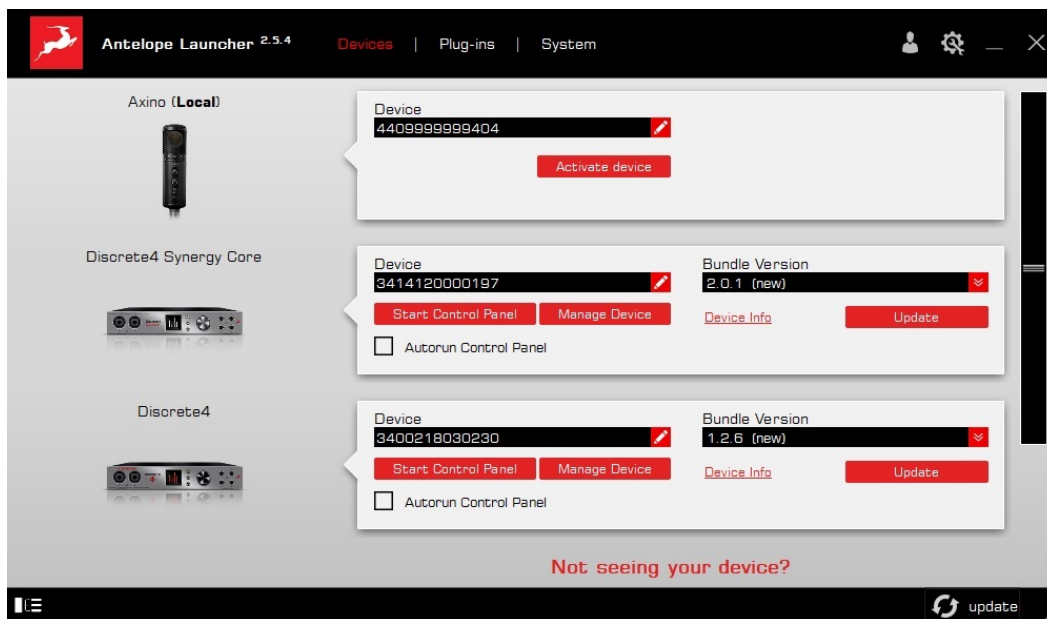 Antelope Launcher 2.5.4 Devices | Plug-ins | System
Axino (Local)
Device
4409999999404
Activate device
Discrete4 Synergy Core
Device
3414120000197
Start Control Panel Manage Device
Autorun Control Panel
Bundle Version
2.0.1 (new)
Device Info Update
Discrete4
Device
3400218030230
Start Control Panel Manage Device
Autorun Control Panel
Bundle Version
1.2.6 (new)
Device Info Update
Not seeing your device?
update